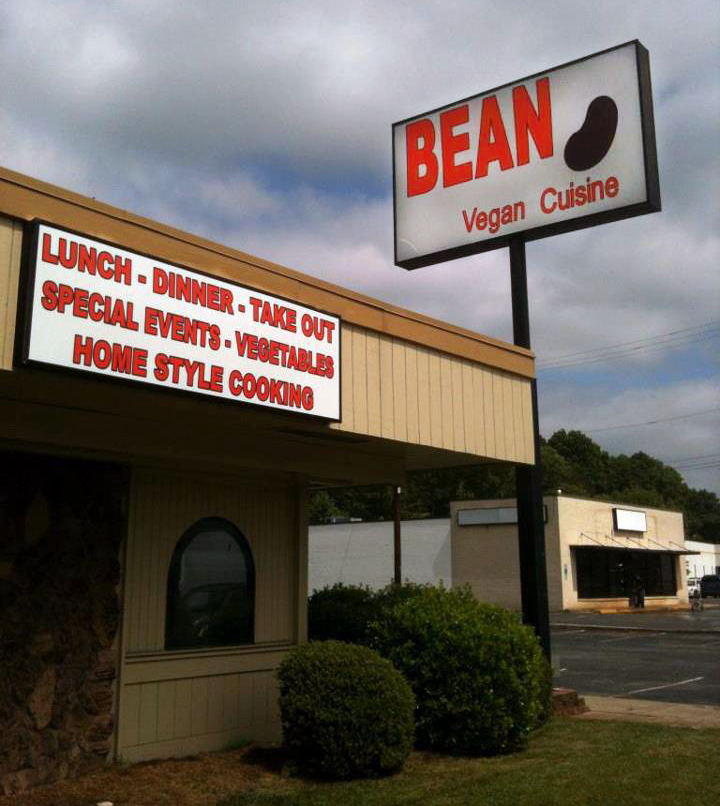 BEAN
Vegan Cuisine
LUNCH - DINNER - TAKE OUT
SPECIAL EVENTS - VEGETABLES
HOME STYLE COOKING